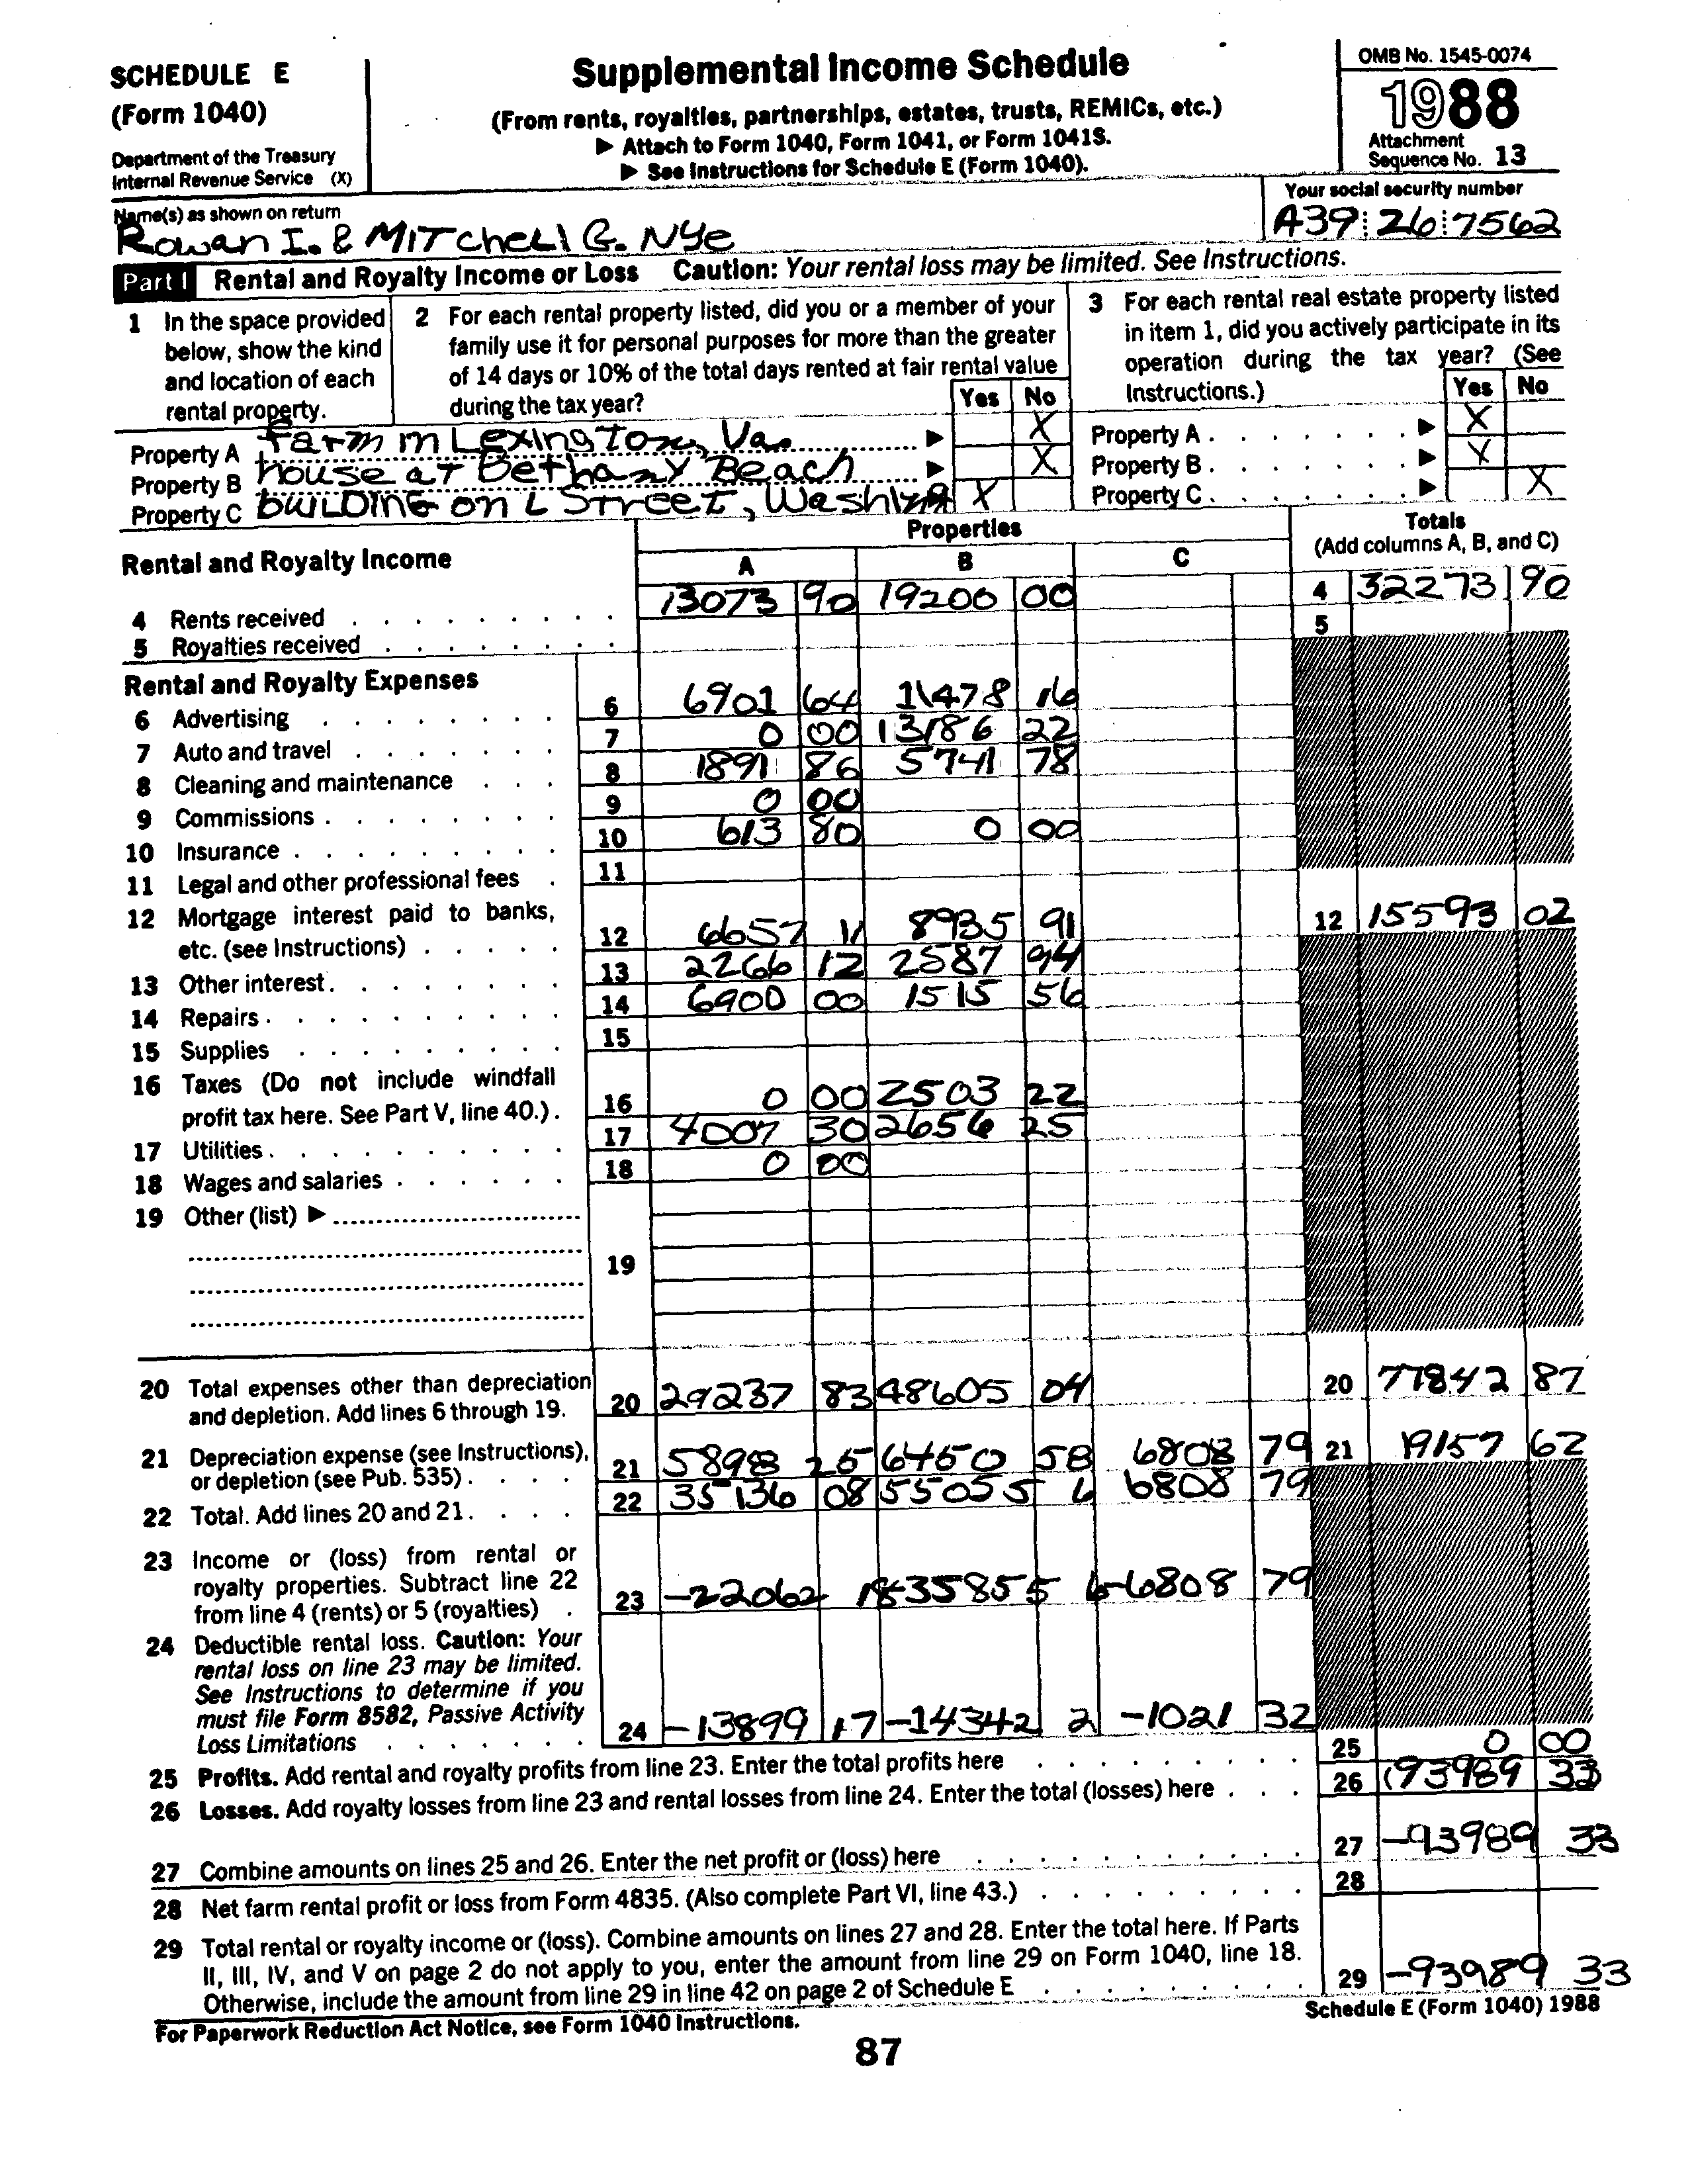 SCHEDULE E
(Form 1040)
Department of the Treasury
Internal Revenue Service (X)
Supplemental Income Schedule
(From rents, royalties, partnerships, estates, trusts, REMICs, etc.)
▶ Attach to Form 1040, Form 1041, or Form 1041S.
▶ See Instructions for Schedule E (Form 1040).
OMB No. 1545-0074
1988
Attachment
Sequence No. 13
Name(s) as shown on return
Rowan I. & MITchell G. Nye
Your social security number
A39 26 7562
Part I Rental and Royalty Income or Loss Caution: Your rental loss may be limited. See Instructions.
1 In the space provided
below, show the kind
and location of each
rental property.
2 For each rental property listed, did you or a member of your
family use it for personal purposes for more than the greater
of 14 days or 10% of the total days rented at fair rental value
during the tax year? Yes No
3 For each rental real estate property listed
in item 1, did you actively participate in its
operation during the tax year? (See
Instructions.) Yes No
Property A farm m Lexington, Va. ▶ X
Property B house at Bethany Beach ▶ X
Property C building on L Street, X
Property A . ▶ X
Property B . ▶ X
Property C . ▶ X
Properties
Totals
(Add columns A, B, and C)
Rental and Royalty Income A B C
4 Rents received 13073 90 19200 00 4 32273 90
5 Royalties received 5
Rental and Royalty Expenses
6 Advertising 6 6901 64 11478 16
7 Auto and travel 7 0 00 13186 22
8 Cleaning and maintenance 8 1891 86 5741 78
9 Commissions 9 0 00
10 Insurance 10 613 80 0 00
11 Legal and other professional fees 11
12 Mortgage interest paid to banks,
etc. (see Instructions) 12 6657 11 8935 91 12 15593 02
13 Other interest 13 2266 12 2587 94
14 Repairs 14 6900 00 1515 56
15 Supplies 15
16 Taxes (Do not include windfall
profit tax here. See Part V, line 40.) . 16 0 00 2503 22
17 Utilities 17 4007 30 2656 25
18 Wages and salaries 18 0 00
19 Other (list) ▶
19
20 Total expenses other than depreciation
and depletion. Add lines 6 through 19. 20 29237 83 48605 04 20 77842 87
21 Depreciation expense (see Instructions),
or depletion (see Pub. 535) 21 5898 25 6450 58 6808 79 21 19157 62
22 Total. Add lines 20 and 21. 22 35136 08 55055 6 6808 79
23 Income or (loss) from rental or
royalty properties. Subtract line 22
from line 4 (rents) or 5 (royalties) . 23 -22062 18 -35855 6 -6808 79
24 Deductible rental loss. Caution: Your
rental loss on line 23 may be limited.
See Instructions to determine if you
must file Form 8582, Passive Activity
Loss Limitations 24 -13899 17 -14342 2 -1021 32
25 Profits. Add rental and royalty profits from line 23. Enter the total profits here 25 0 00
26 Losses. Add royalty losses from line 23 and rental losses from line 24. Enter the total (losses) here 26 (93989 33
27 Combine amounts on lines 25 and 26. Enter the net profit or (loss) here 27 -93989 33
28 Net farm rental profit or loss from Form 4835. (Also complete Part VI, line 43.) 28
29 Total rental or royalty income or (loss). Combine amounts on lines 27 and 28. Enter the total here. If Parts
II, III, IV, and V on page 2 do not apply to you, enter the amount from line 29 on Form 1040, line 18.
Otherwise, include the amount from line 29 in line 42 on page 2 of Schedule E 29 -93989 33
For Paperwork Reduction Act Notice, see Form 1040 Instructions.
Schedule E (Form 1040) 1988
87